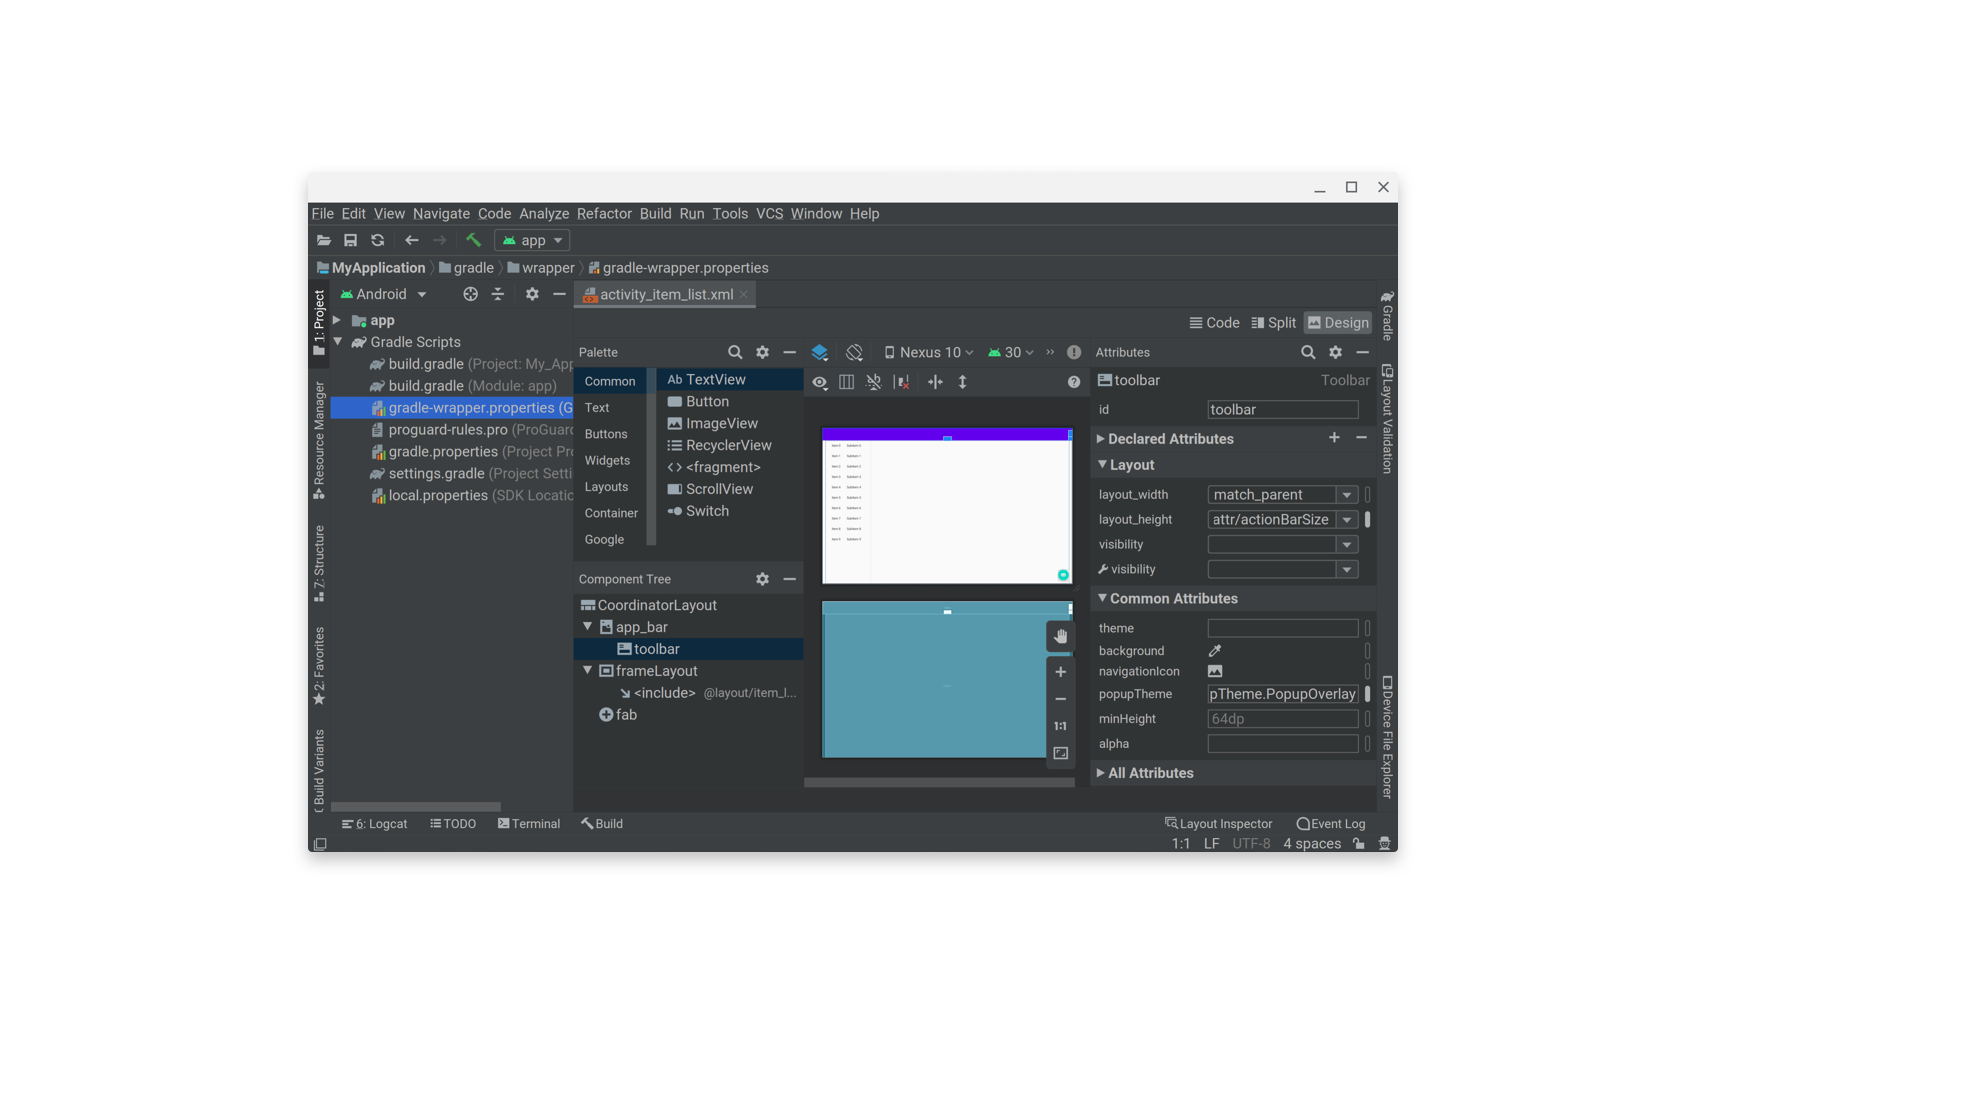 File Edit View Navigate Code Analyze Refactor Build Run Tools VCS Window Help
app
MyApplication gradle wrapper gradle-wrapper.properties
1: Project
Resource Manager
7: Structure
2: Favorites
Build Variants
Android
app
Gradle Scripts
build.gradle (Project: My_App
build.gradle (Module: app)
gradle-wrapper.properties (G
proguard-rules.pro (ProGuard
gradle.properties (Project Pro
settings.gradle (Project Setti
local.properties (SDK Locatio
activity_item_list.xml
Code Split Design
Palette
Common
Text
Buttons
Widgets
Layouts
Container
Google
Ab TextView
Button
ImageView
RecyclerView
<fragment>
ScrollView
Switch
Component Tree
CoordinatorLayout
app_bar
toolbar
frameLayout
<include> @layout/item_l...
fab
Nexus 10 30
1:1
Attributes
toolbar Toolbar
id toolbar
Declared Attributes
Layout
layout_width match_parent
layout_height attr/actionBarSize
visibility
visibility
Common Attributes
theme
background
navigationIcon
popupTheme pTheme.PopupOverlay
minHeight 64dp
alpha
All Attributes
Gradle
Layout Validation
Device File Explorer
6: Logcat TODO Terminal Build
Layout Inspector Event Log
1:1 LF UTF-8 4 spaces